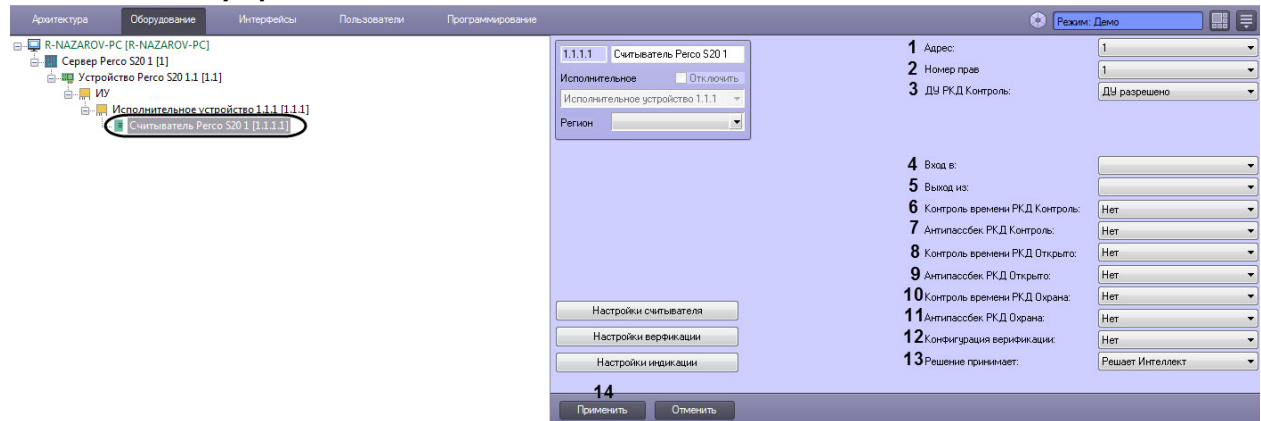 Архитектура Оборудование Интерфейсы Пользователи Программирование Режим: Демо
R-NAZAROV-PC [R-NAZAROV-PC]
Сервер Perco S20 1 [1]
Устройство Perco S20 1.1 [1.1]
ИУ
Исполнительное устройство 1.1.1 [1.1.1]
Считыватель Perco S20 1 [1.1.1.1]
1.1.1.1 Считыватель Perco S20 1
Исполнительное Отключить
Исполнительное устройство 1.1.1
Регион
1 Адрес: 1
2 Номер прав 1
3 ДУ РКД Контроль: ДУ разрешено
4 Вход в:
5 Выход из:
6 Контроль времени РКД Контроль: Нет
7 Антипассбек РКД Контроль: Нет
8 Контроль времени РКД Открыто: Нет
9 Антипассбек РКД Открыто: Нет
10 Контроль времени РКД Охрана: Нет
11 Антипассбек РКД Охрана: Нет
12 Конфигурация верификации: Нет
13 Решение принимает: Решает Интеллект
Настройки считывателя
Настройки верфикации
Настройки индикации
14
Применить Отменить